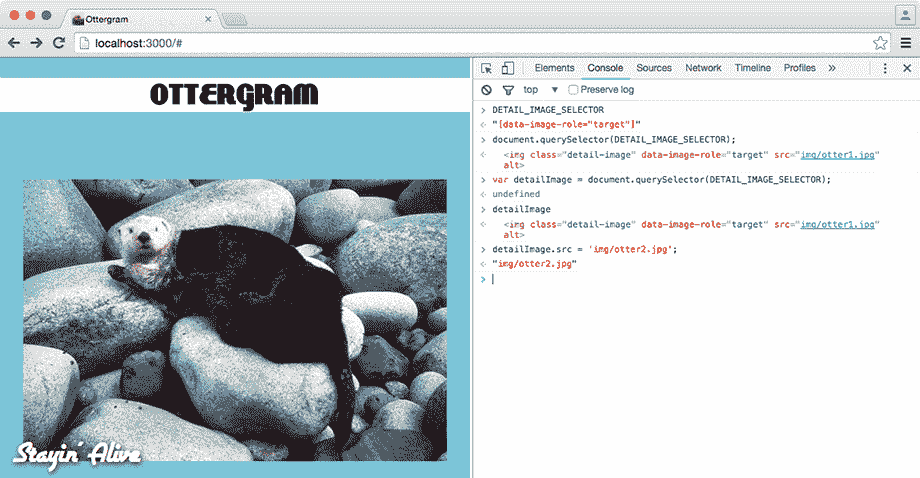 Ottergram
localhost:3000/#
OTTERGRAM
Stayin' Alive
Elements Console Sources Network Timeline Profiles »
top ▼ Preserve log
> DETAIL_IMAGE_SELECTOR
< "[data-image-role="target"]"
> document.querySelector(DETAIL_IMAGE_SELECTOR);
< <img class="detail-image" data-image-role="target" src="img/otter1.jpg"
alt>
> var detailImage = document.querySelector(DETAIL_IMAGE_SELECTOR);
< undefined
> detailImage
< <img class="detail-image" data-image-role="target" src="img/otter1.jpg"
alt>
> detailImage.src = 'img/otter2.jpg';
< "img/otter2.jpg"
>